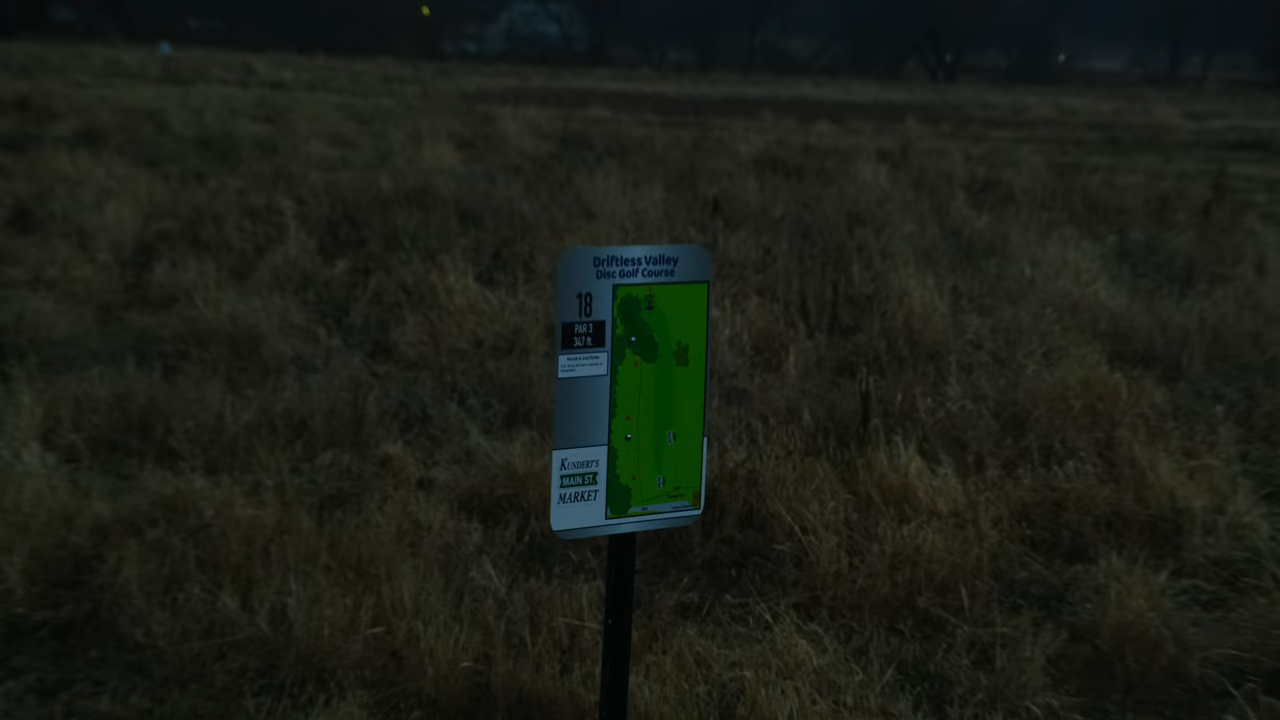 Driftless Valley
Disc Golf Course
18
PAR 3
347 ft.
KUNDERT'S
MAIN ST.
MARKET